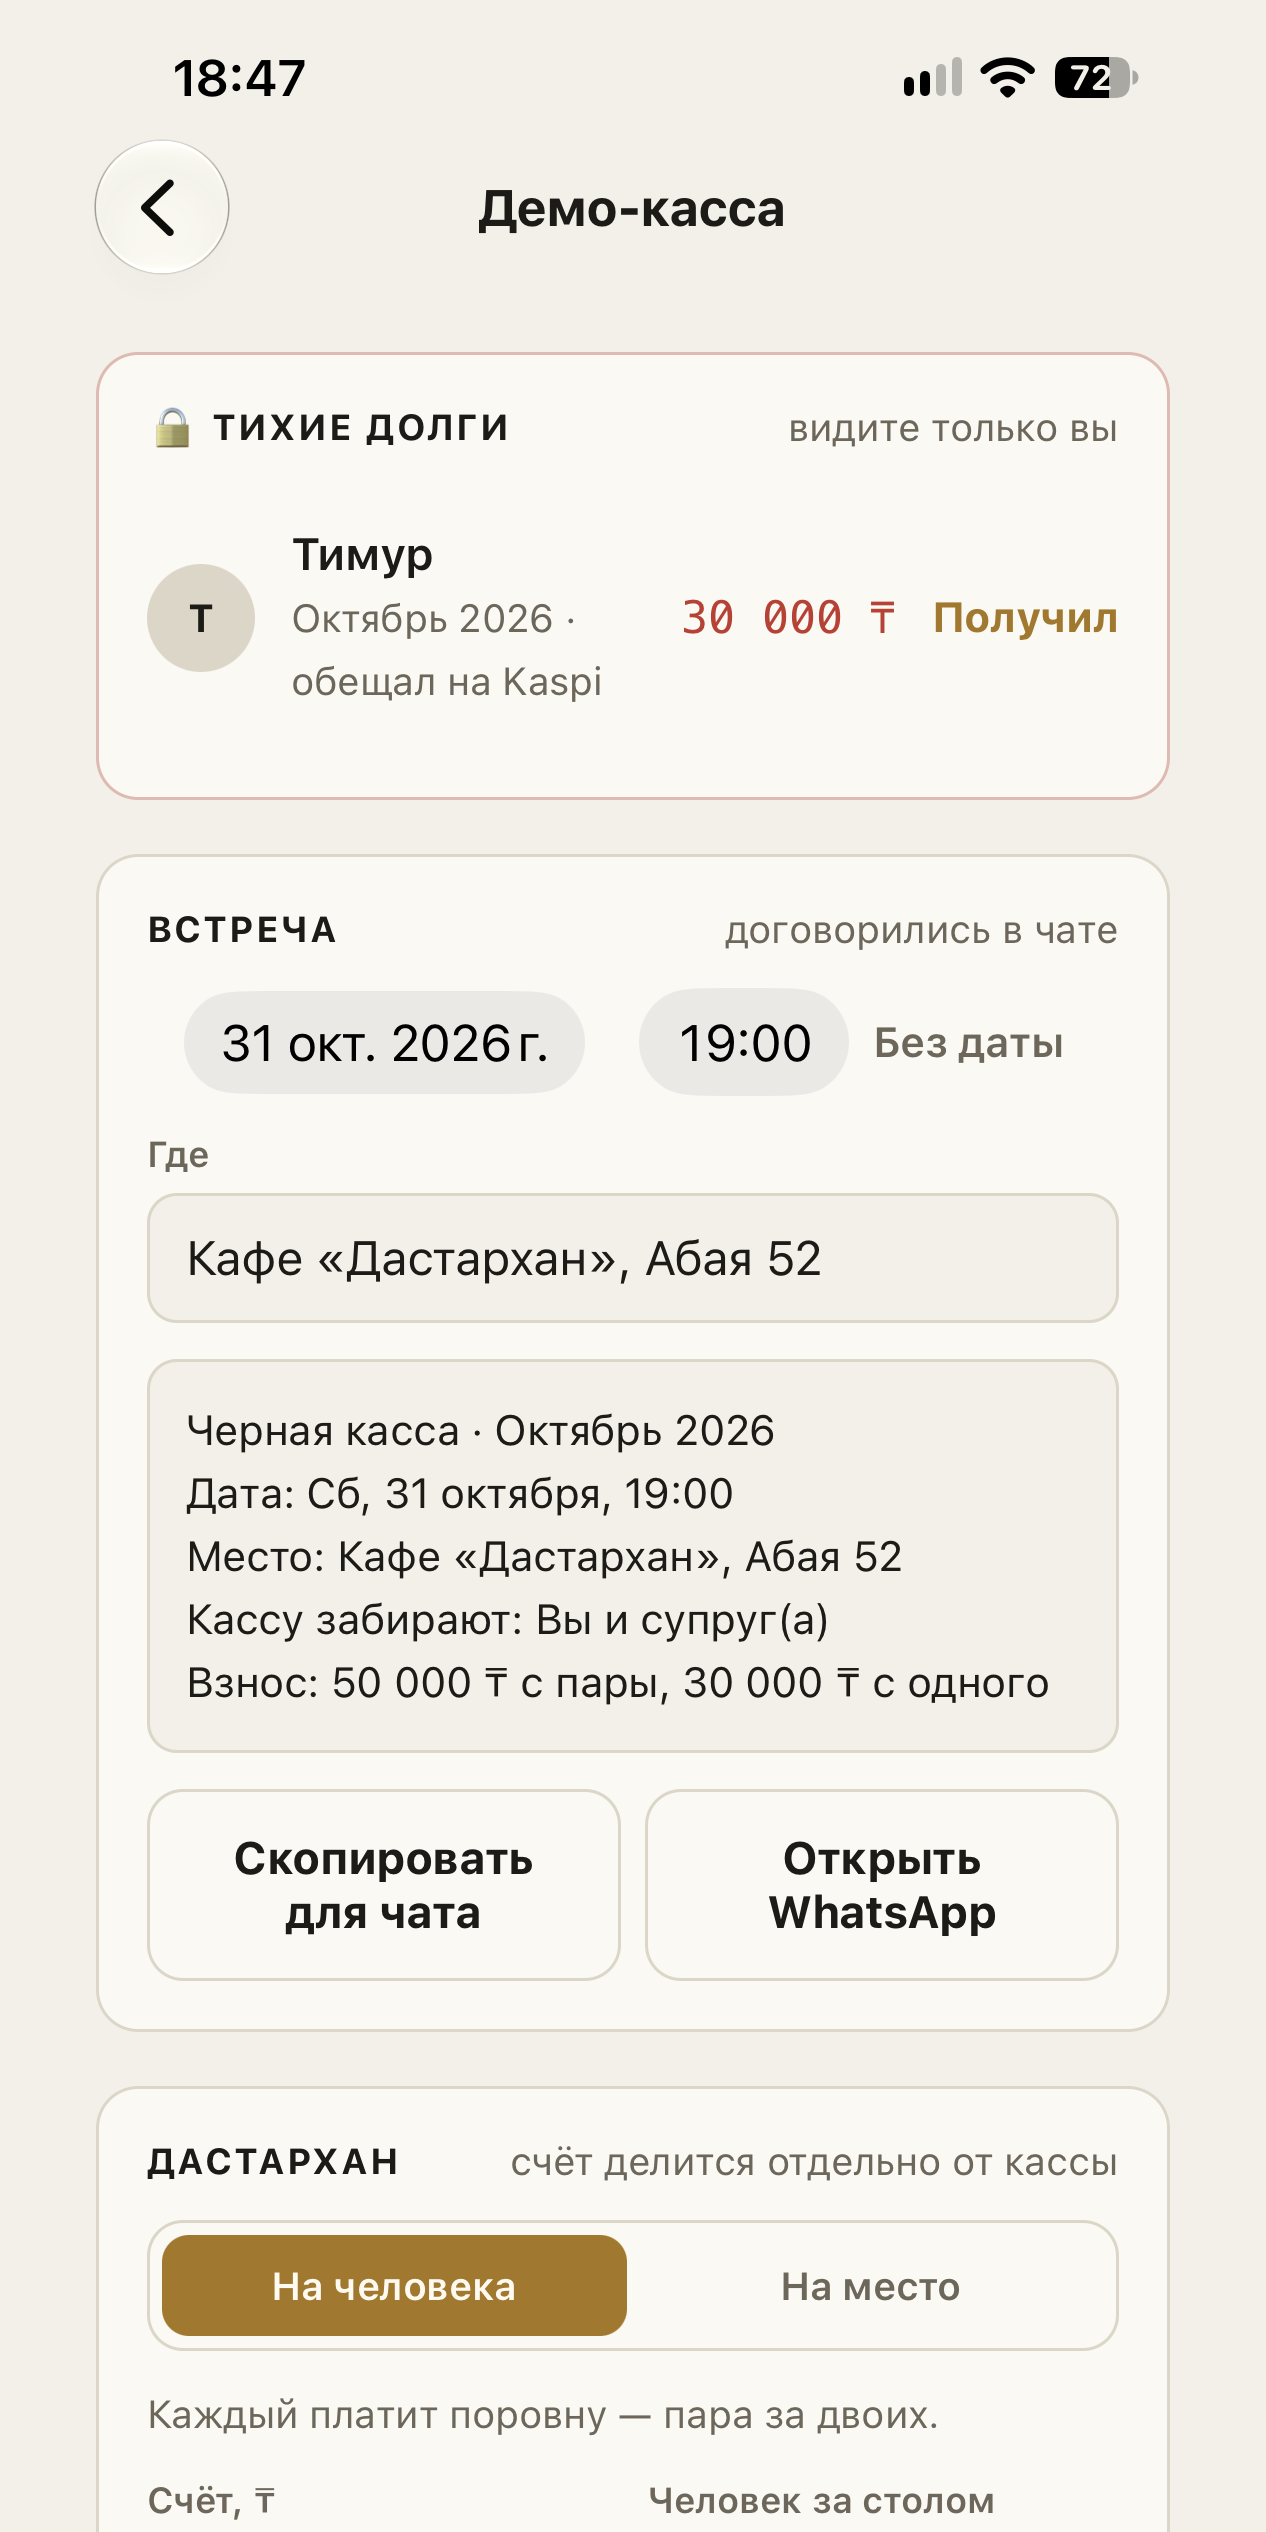 18:47
72
Демо-касса
ТИХИЕ ДОЛГИ
видите только вы
Т
Тимур
Октябрь 2026 ·
обещал на Kaspi
30 000 ₸
Получил
ВСТРЕЧА
договорились в чате
31 окт. 2026 г.
19:00
Без даты
Где
Кафе «Дастархан», Абая 52
Черная касса · Октябрь 2026
Дата: Сб, 31 октября, 19:00
Место: Кафе «Дастархан», Абая 52
Кассу забирают: Вы и супруг(а)
Взнос: 50 000 ₸ с пары, 30 000 ₸ с одного
Скопировать
для чата
Открыть
WhatsApp
ДАСТАРХАН
счёт делится отдельно от кассы
На человека
На место
Каждый платит поровну — пара за двоих.
Счёт, ₸
Человек за столом